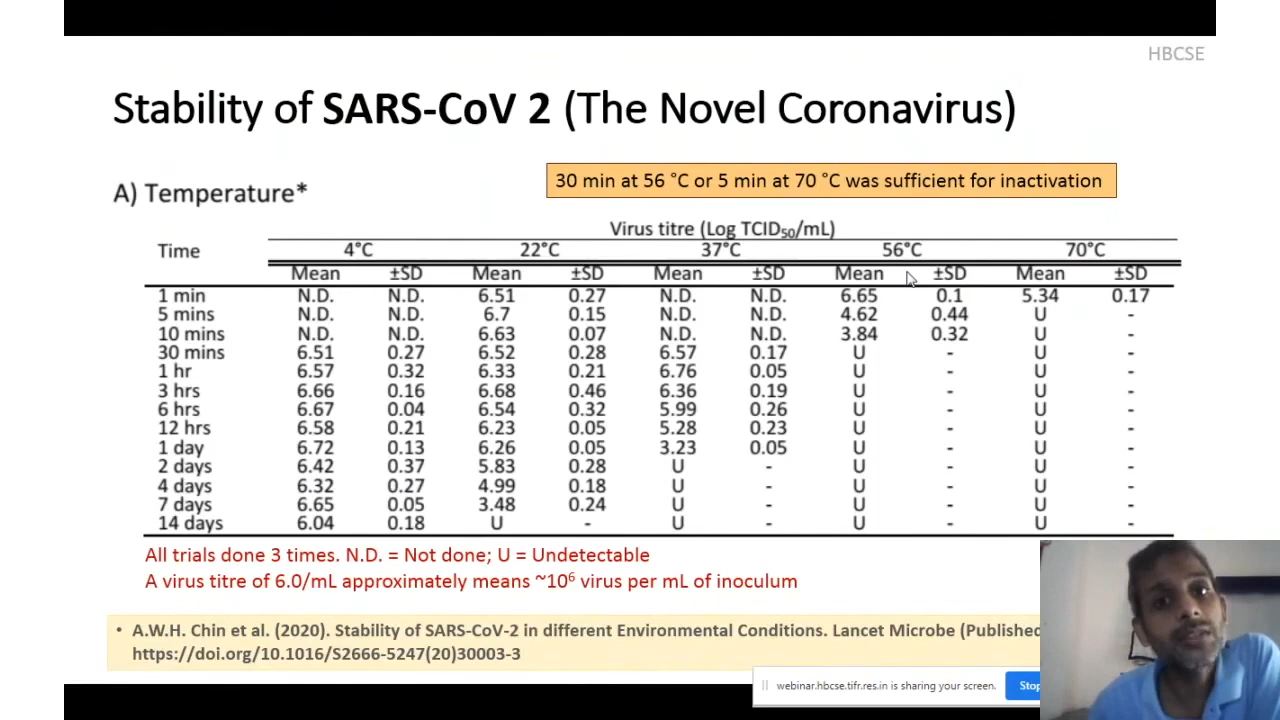 HBCSE
Stability of SARS-CoV 2 (The Novel Coronavirus)
A) Temperature*
30 min at 56 °C or 5 min at 70 °C was sufficient for inactivation
Virus titre (Log TCID50/mL)
Time 4°C 22°C 37°C 56°C 70°C
Mean ±SD Mean ±SD Mean ±SD Mean ±SD Mean ±SD
1 min N.D. N.D. 6.51 0.27 N.D. N.D. 6.65 0.1 5.34 0.17
5 mins N.D. N.D. 6.7 0.15 N.D. N.D. 4.62 0.44 U -
10 mins N.D. N.D. 6.63 0.07 N.D. N.D. 3.84 0.32 U -
30 mins 6.51 0.27 6.52 0.28 6.57 0.17 U - U -
1 hr 6.57 0.32 6.33 0.21 6.76 0.05 U - U -
3 hrs 6.66 0.16 6.68 0.46 6.36 0.19 U - U -
6 hrs 6.67 0.04 6.54 0.32 5.99 0.26 U - U -
12 hrs 6.58 0.21 6.23 0.05 5.28 0.23 U - U -
1 day 6.72 0.13 6.26 0.05 3.23 0.05 U - U -
2 days 6.42 0.37 5.83 0.28 U - U - U -
4 days 6.32 0.27 4.99 0.18 U - U - U -
7 days 6.65 0.05 3.48 0.24 U - U - U -
14 days 6.04 0.18 U - U - U - U -
All trials done 3 times. N.D. = Not done; U = Undetectable
A virus titre of 6.0/mL approximately means ~10⁶ virus per mL of inoculum
• A.W.H. Chin et al. (2020). Stability of SARS-CoV-2 in different Environmental Conditions. Lancet Microbe (Published
https://doi.org/10.1016/S2666-5247(20)30003-3
webinar.hbcse.tifr.res.in is sharing your screen. Stop